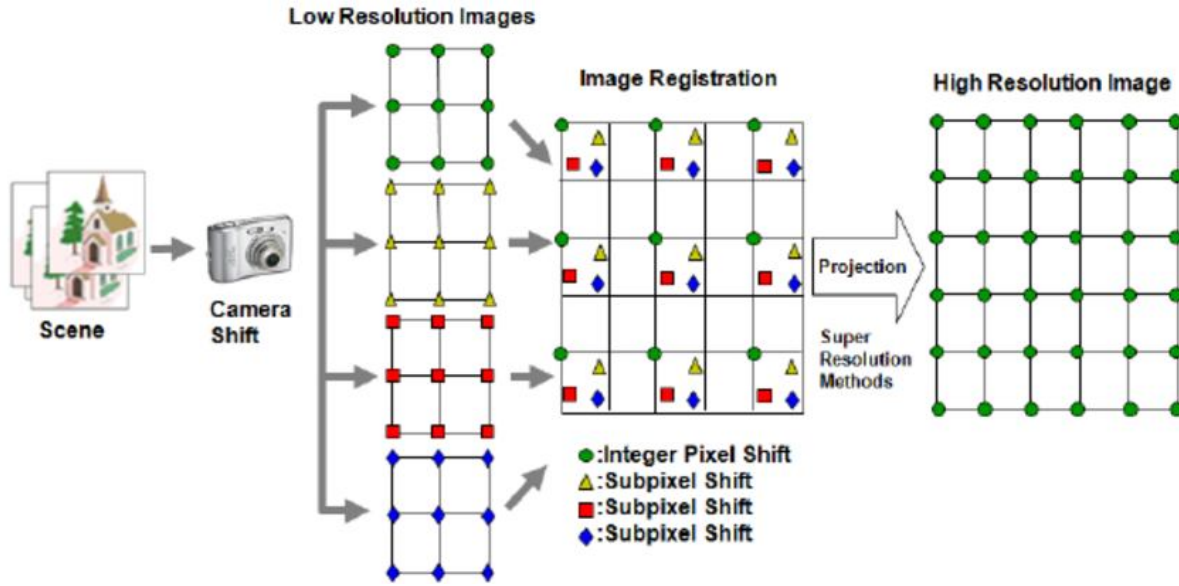 Low Resolution Images
Image Registration
High Resolution Image
Scene
Camera
Shift
Projection
Super
Resolution
Methods
:Integer Pixel Shift
:Subpixel Shift
:Subpixel Shift
:Subpixel Shift